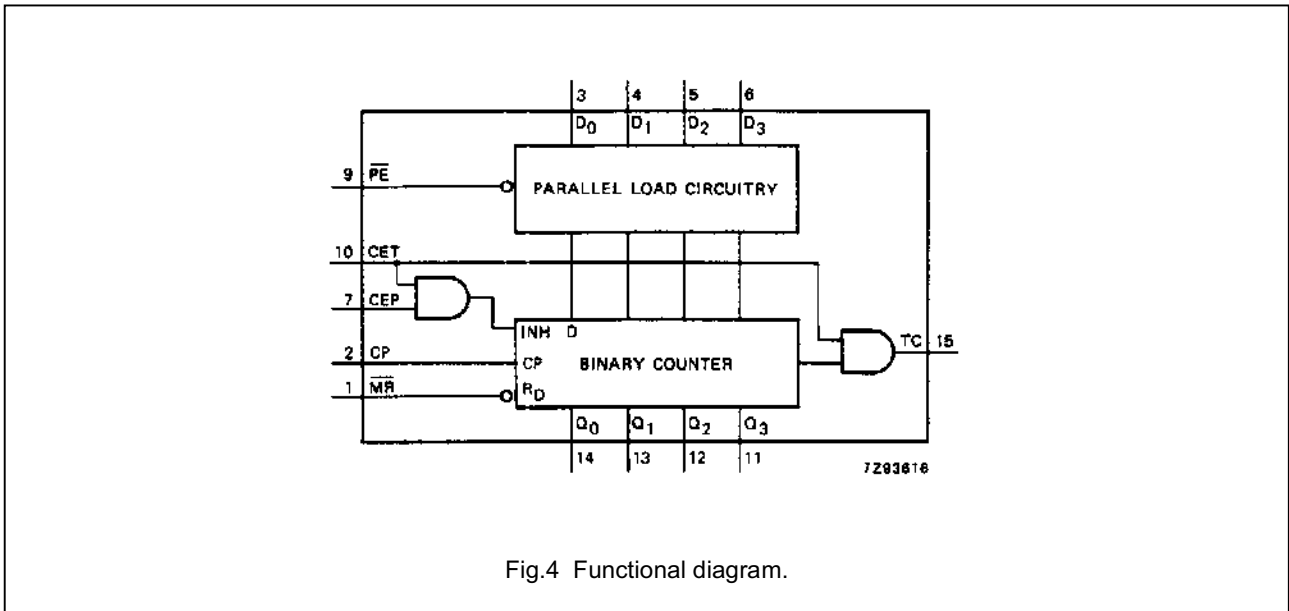 3 4 5 6
D0 D1 D2 D3
9 PE
PARALLEL LOAD CIRCUITRY
10 CET
7 CEP
INH D
TC 15
2 CP
CP BINARY COUNTER
1 MR
RD
Q0 Q1 Q2 Q3
14 13 12 11
7Z93618
Fig.4 Functional diagram.